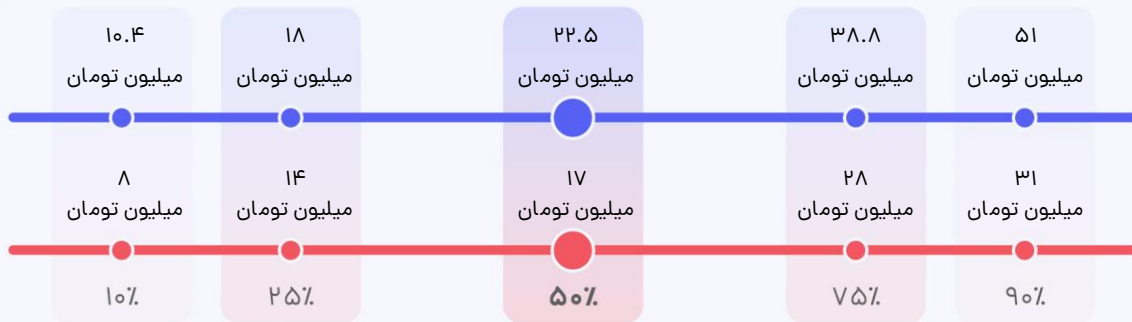 ۱۰.۴ ۱۸ ۲۲.۵ ۳۸.۸ ۵۱
میلیون تومان میلیون تومان میلیون تومان میلیون تومان میلیون تومان
۸ ۱۴ ۱۷ ۲۸ ۳۱
میلیون تومان میلیون تومان میلیون تومان میلیون تومان میلیون تومان
۱۰٪ ۲۵٪ ۵۰٪ ۷۵٪ ۹۰٪